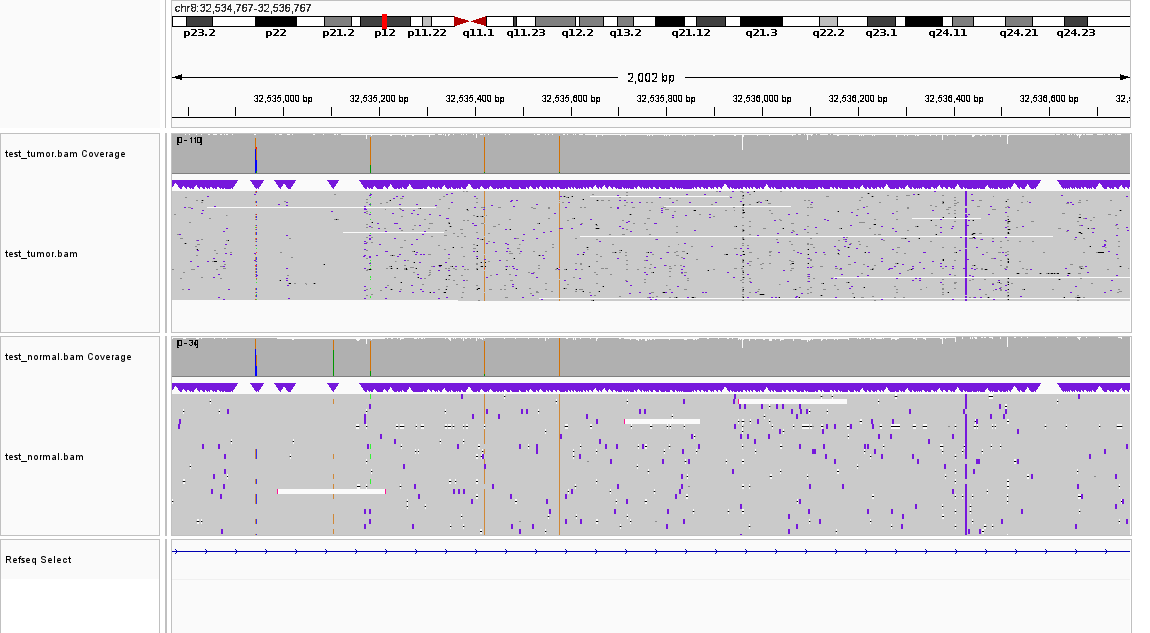 chr8:32,534,767-32,536,767
p23.2 p22 p21.2 p12 p11.22 q11.1 q11.23 q12.2 q13.2 q21.12 q21.3 q22.2 q23.1 q24.11 q24.21 q24.23
2,002 bp
32,535,000 bp 32,535,200 bp 32,535,400 bp 32,535,600 bp 32,535,800 bp 32,536,000 bp 32,536,200 bp 32,536,400 bp 32,536,600 bp
[0-110]
test_tumor.bam Coverage
test_tumor.bam
test_normal.bam Coverage
test_normal.bam
Refseq Select